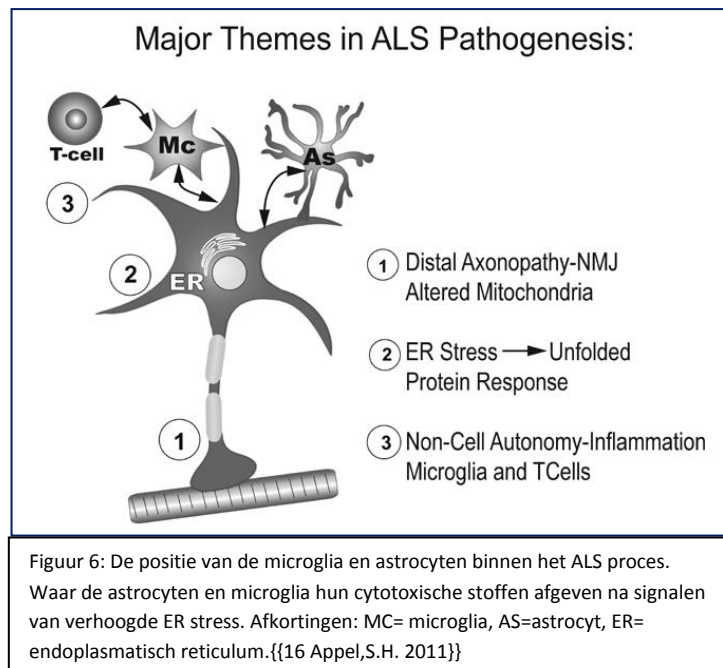 Major Themes in ALS Pathogenesis:
T-cell
Mc
As
3
2
ER
1
1 Distal Axonopathy-NMJ
Altered Mitochondria
2 ER Stress → Unfolded
Protein Response
3 Non-Cell Autonomy-Inflammation
Microglia and TCells
Figuur 6: De positie van de microglia en astrocyten binnen het ALS proces.
Waar de astrocyten en microglia hun cytotoxische stoffen afgeven na signalen
van verhoogde ER stress. Afkortingen: MC= microglia, AS=astrocyt, ER=
endoplasmatisch reticulum.{{16 Appel,S.H. 2011}}